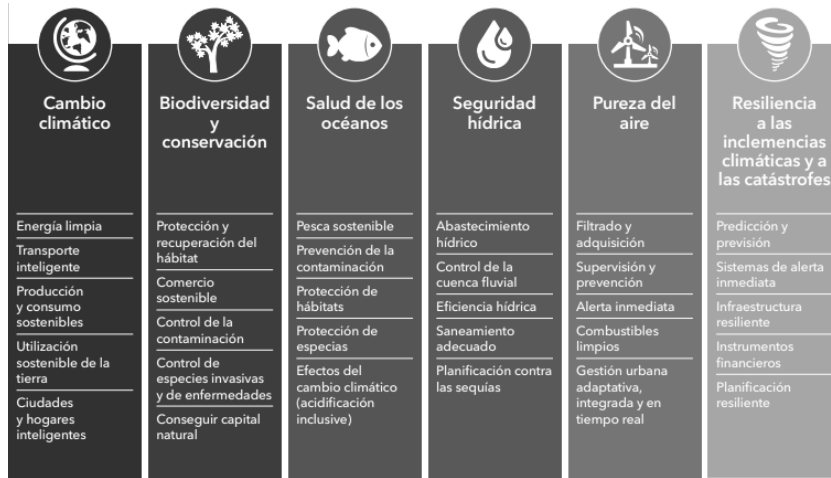 Cambio
climático
Energía limpia
Transporte
inteligente
Producción
y consumo
sostenibles
Utilización
sostenible de la
tierra
Ciudades
y hogares
inteligentes
Biodiversidad
y
conservación
Protección y
recuperación del
hábitat
Comercio
sostenible
Control de la
contaminación
Control de
especies invasivas
y de enfermedades
Conseguir capital
natural
Salud de los
océanos
Pesca sostenible
Prevención de la
contaminación
Protección de
hábitats
Protección de
especias
Efectos del
cambio climático
(acidificación
inclusive)
Seguridad
hídrica
Abastecimiento
hídrico
Control de la
cuenca fluvial
Eficiencia hídrica
Saneamiento
adecuado
Planificación contra
las sequías
Pureza del
aire
Filtrado y
adquisición
Supervisión y
prevención
Alerta inmediata
Combustibles
limpios
Gestión urbana
adaptativa,
integrada y en
tiempo real
Resiliencia
a las
inclemencias
climáticas y a
las catástrofes
Predicción y
previsión
Sistemas de alerta
inmediata
Infraestructura
resiliente
Instrumentos
financieros
Planificación
resiliente